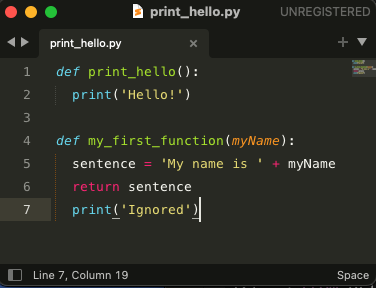 print_hello.py
UNREGISTERED
print_hello.py
1 def print_hello():
2   print('Hello!')
3
4 def my_first_function(myName):
5   sentence = 'My name is ' + myName
6   return sentence
7   print('Ignored')
Line 7, Column 19
Space